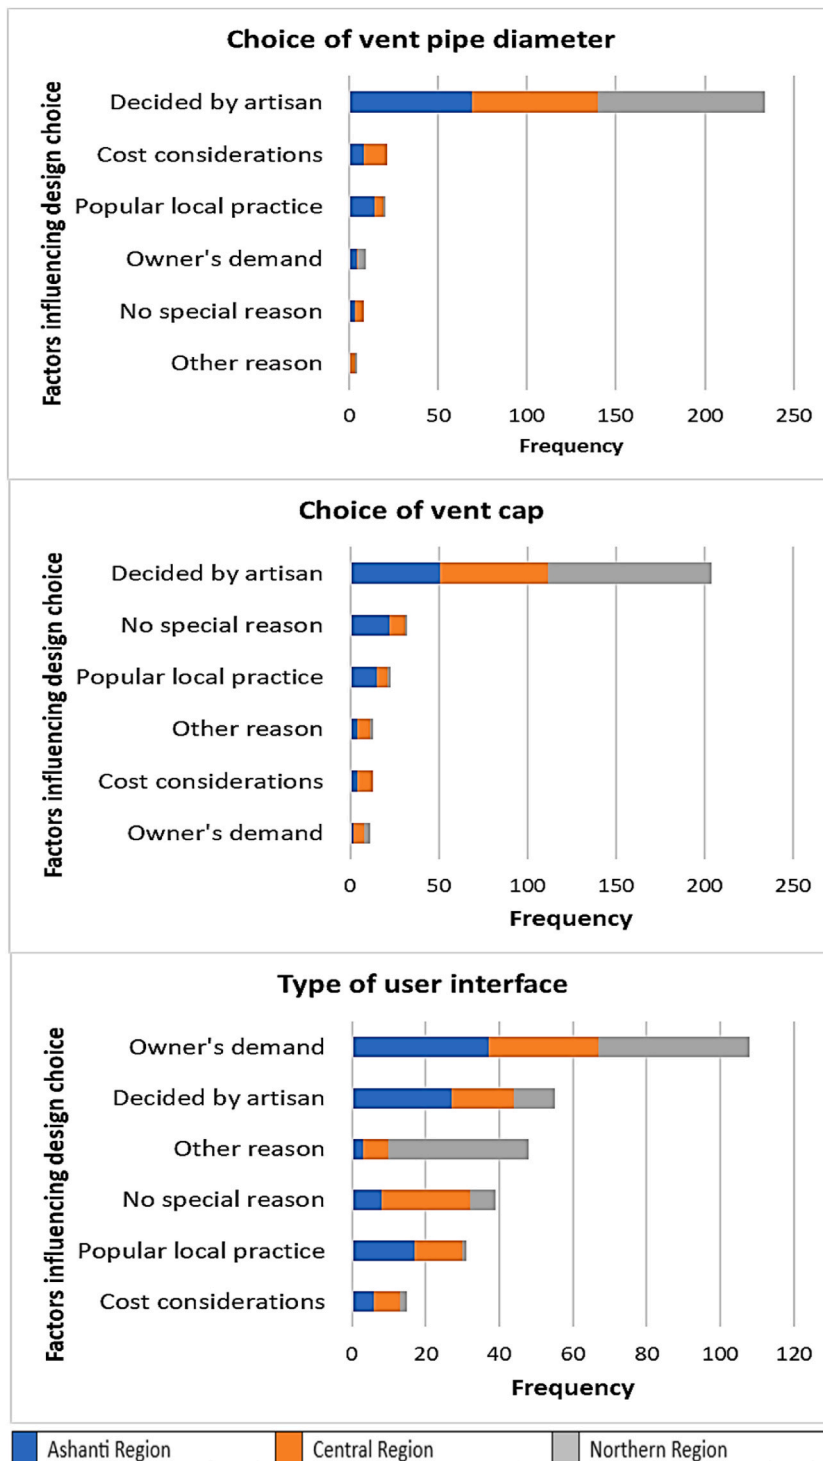 Choice of vent pipe diameter
Factors influencing design choice
Decided by artisan
Cost considerations
Popular local practice
Owner's demand
No special reason
Other reason
0 50 100 150 200 250
Frequency
Choice of vent cap
Factors influencing design choice
Decided by artisan
No special reason
Popular local practice
Other reason
Cost considerations
Owner's demand
0 50 100 150 200 250
Frequency
Type of user interface
Factors influencing design choice
Owner's demand
Decided by artisan
Other reason
No special reason
Popular local practice
Cost considerations
0 20 40 60 80 100 120
Frequency
Ashanti Region Central Region Northern Region